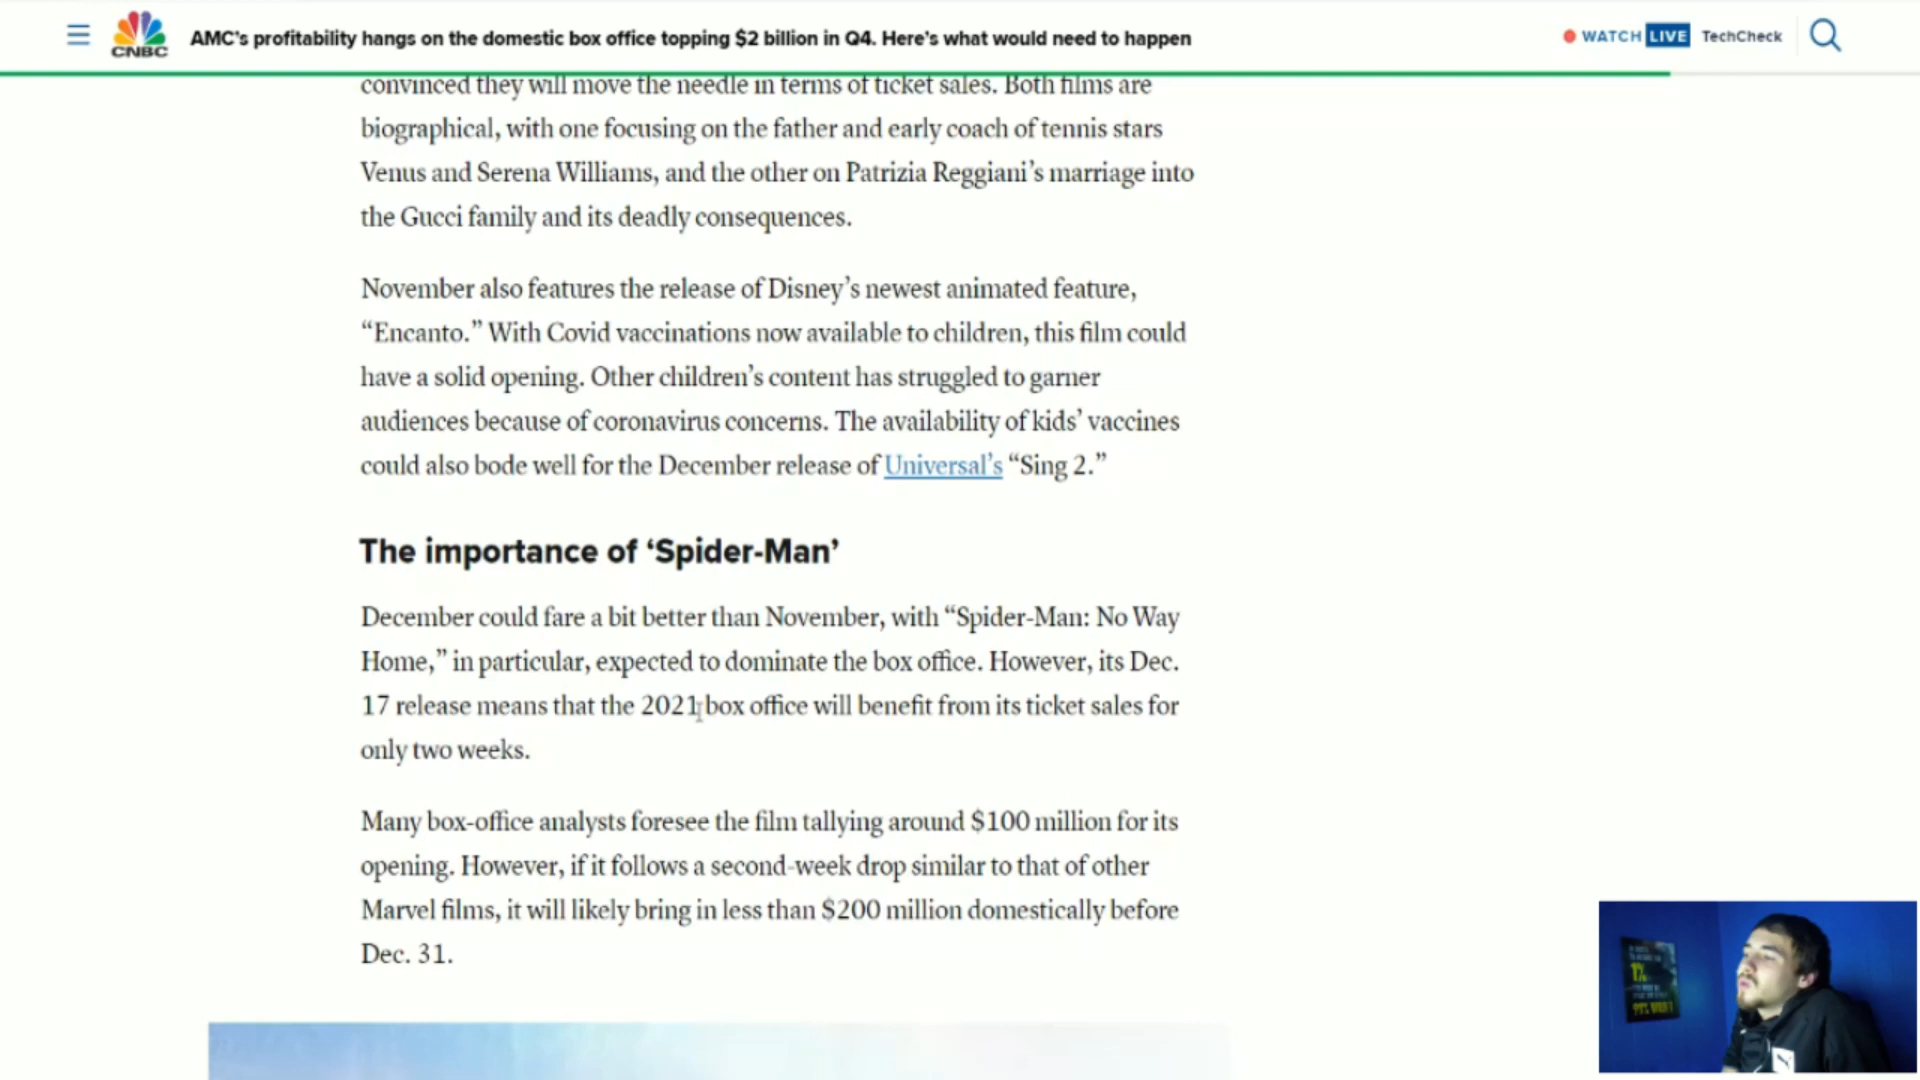 CNBC
AMC's profitability hangs on the domestic box office topping $2 billion in Q4. Here's what would need to happen
WATCH LIVE TechCheck
convinced they will move the needle in terms of ticket sales. Both films are
biographical, with one focusing on the father and early coach of tennis stars
Venus and Serena Williams, and the other on Patrizia Reggiani’s marriage into
the Gucci family and its deadly consequences.
November also features the release of Disney’s newest animated feature,
“Encanto.” With Covid vaccinations now available to children, this film could
have a solid opening. Other children’s content has struggled to garner
audiences because of coronavirus concerns. The availability of kids’ vaccines
could also bode well for the December release of Universal’s “Sing 2.”
The importance of ‘Spider-Man’
December could fare a bit better than November, with “Spider-Man: No Way
Home,” in particular, expected to dominate the box office. However, its Dec.
17 release means that the 2021 box office will benefit from its ticket sales for
only two weeks.
Many box-office analysts foresee the film tallying around $100 million for its
opening. However, if it follows a second-week drop similar to that of other
Marvel films, it will likely bring in less than $200 million domestically before
Dec. 31.
1%